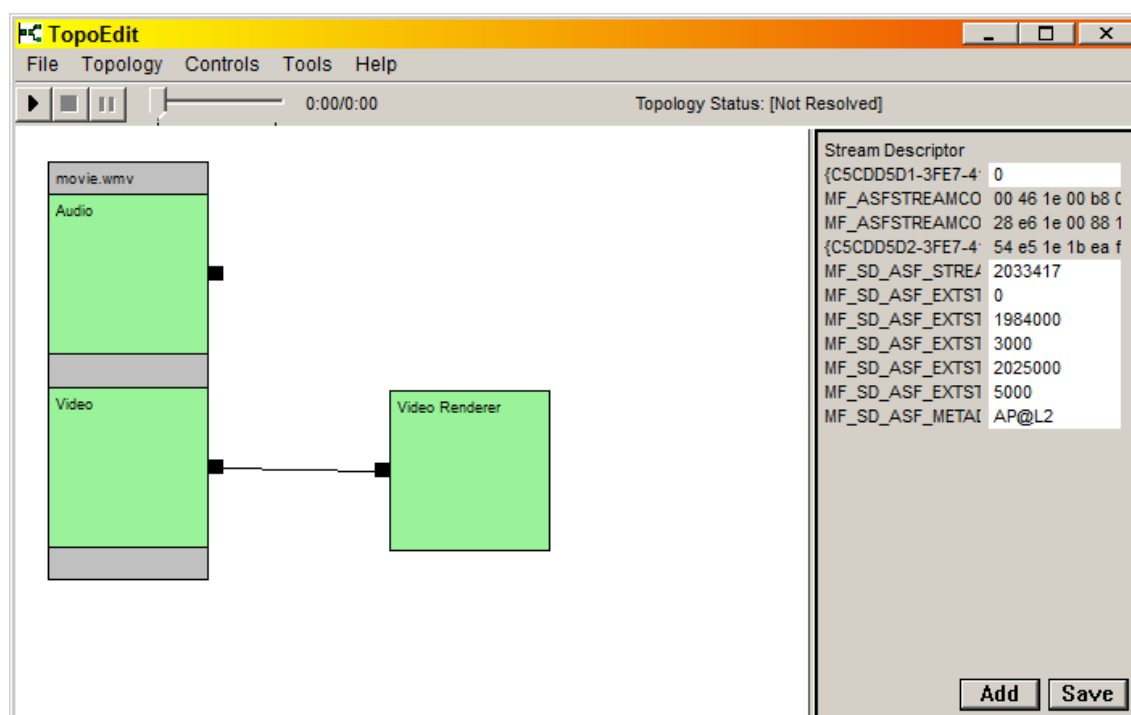 TopoEdit
File Topology Controls Tools Help
0:00/0:00 Topology Status: [Not Resolved]
movie.wmv
Audio
Video
Video Renderer
Stream Descriptor
{C5CDD5D1-3FE7-4 0
MF_ASFSTREAMCO 00 46 1e 00 b8
MF_ASFSTREAMCO 28 e6 1e 00 88 1
{C5CDD5D2-3FE7-4 54 e5 1e 1b ea f
MF_SD_ASF_STREA 2033417
MF_SD_ASF_EXTST 0
MF_SD_ASF_EXTST 1984000
MF_SD_ASF_EXTST 3000
MF_SD_ASF_EXTST 2025000
MF_SD_ASF_EXTST 5000
MF_SD_ASF_METAD AP@L2
Add Save